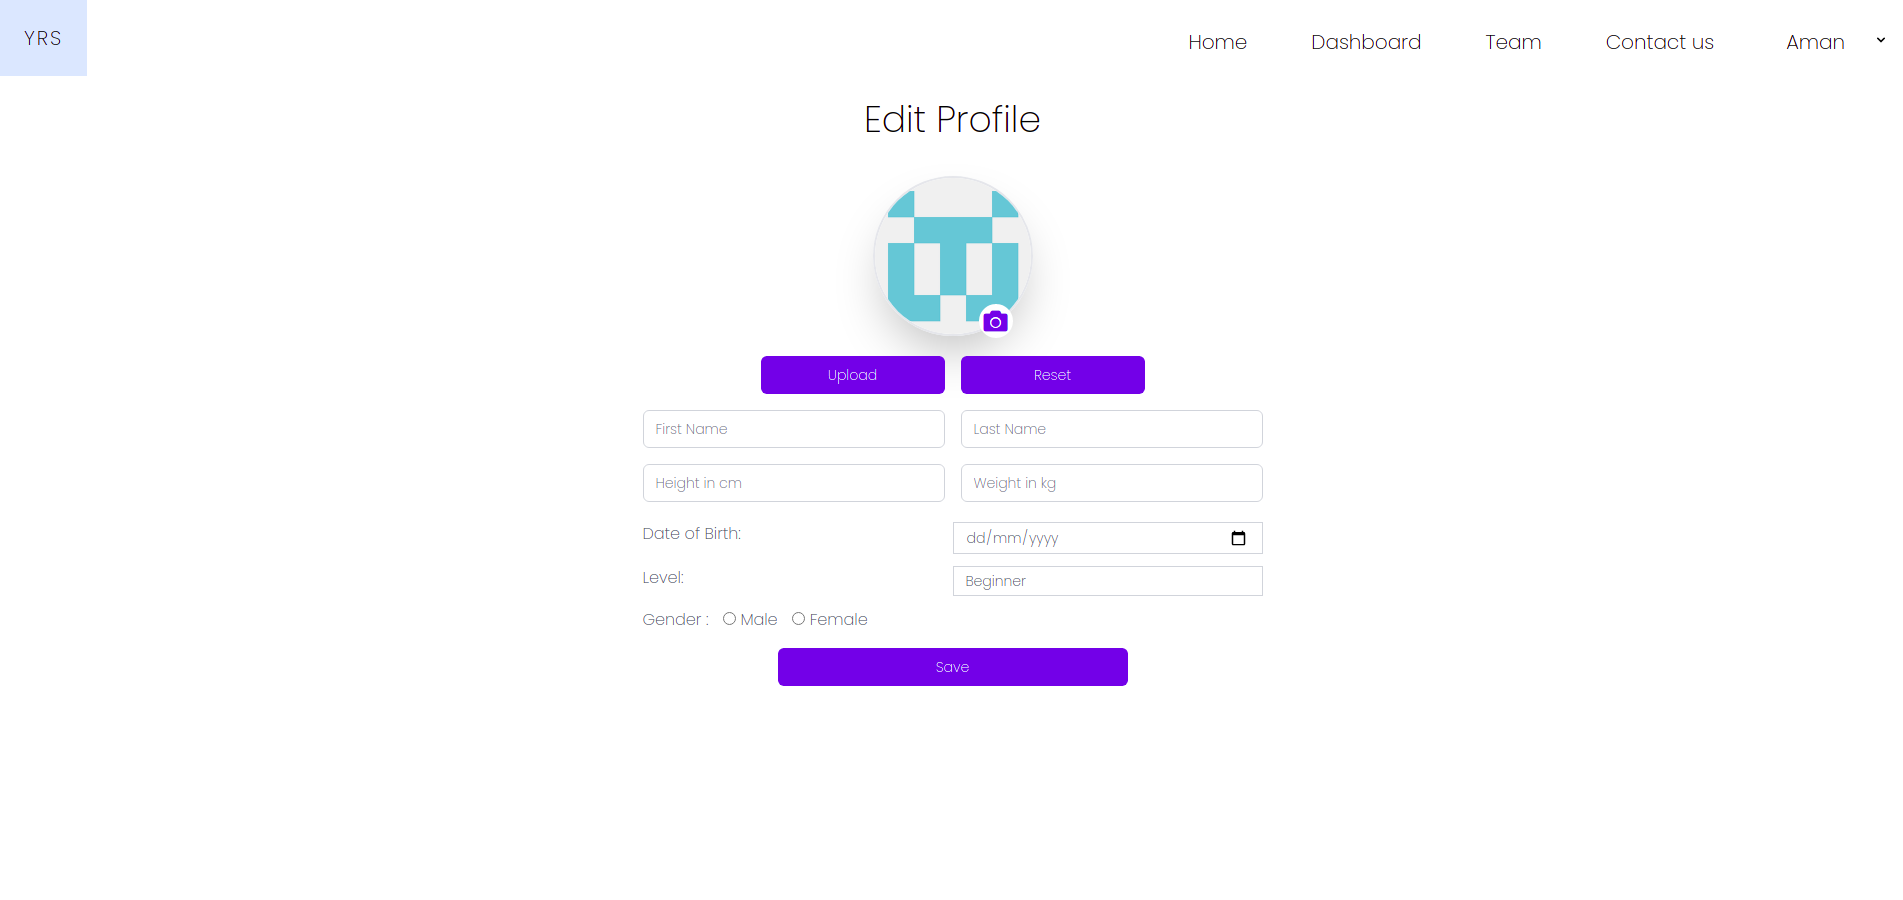 YRS
Home Dashboard Team Contact us Aman
Edit Profile
Upload Reset
First Name Last Name
Height in cm Weight in kg
Date of Birth: dd/mm/yyyy
Level: Beginner
Gender : Male Female
Save